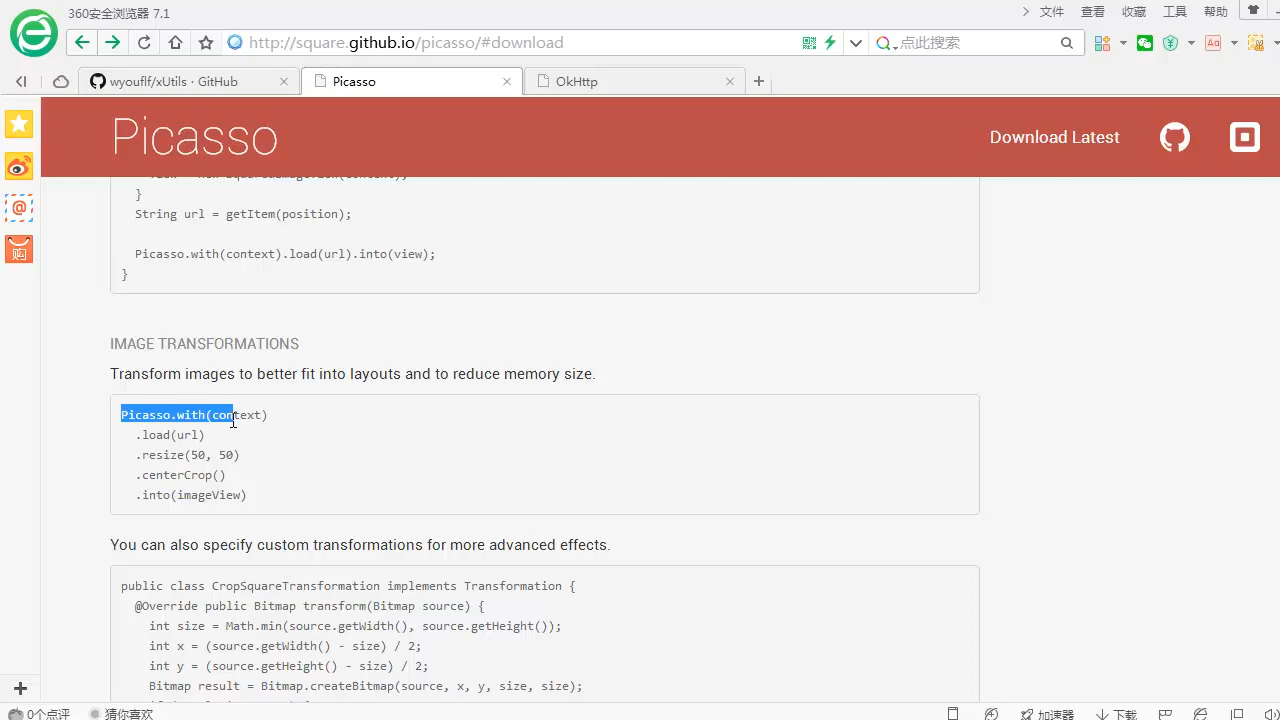 360安全浏览器 7.1
文件 查看 收藏 工具 帮助
http://square.github.io/picasso/#download
点此搜索
wyouflf/xUtils · GitHub
Picasso
OkHttp
Picasso
Download Latest
}
String url = getItem(position);
Picasso.with(context).load(url).into(view);
}
IMAGE TRANSFORMATIONS
Transform images to better fit into layouts and to reduce memory size.
Picasso.with(context)
.load(url)
.resize(50, 50)
.centerCrop()
.into(imageView)
You can also specify custom transformations for more advanced effects.
public class CropSquareTransformation implements Transformation {
@Override public Bitmap transform(Bitmap source) {
int size = Math.min(source.getWidth(), source.getHeight());
int x = (source.getWidth() - size) / 2;
int y = (source.getHeight() - size) / 2;
Bitmap result = Bitmap.createBitmap(source, x, y, size, size);
0个点评 猜你喜欢
加速器 下载